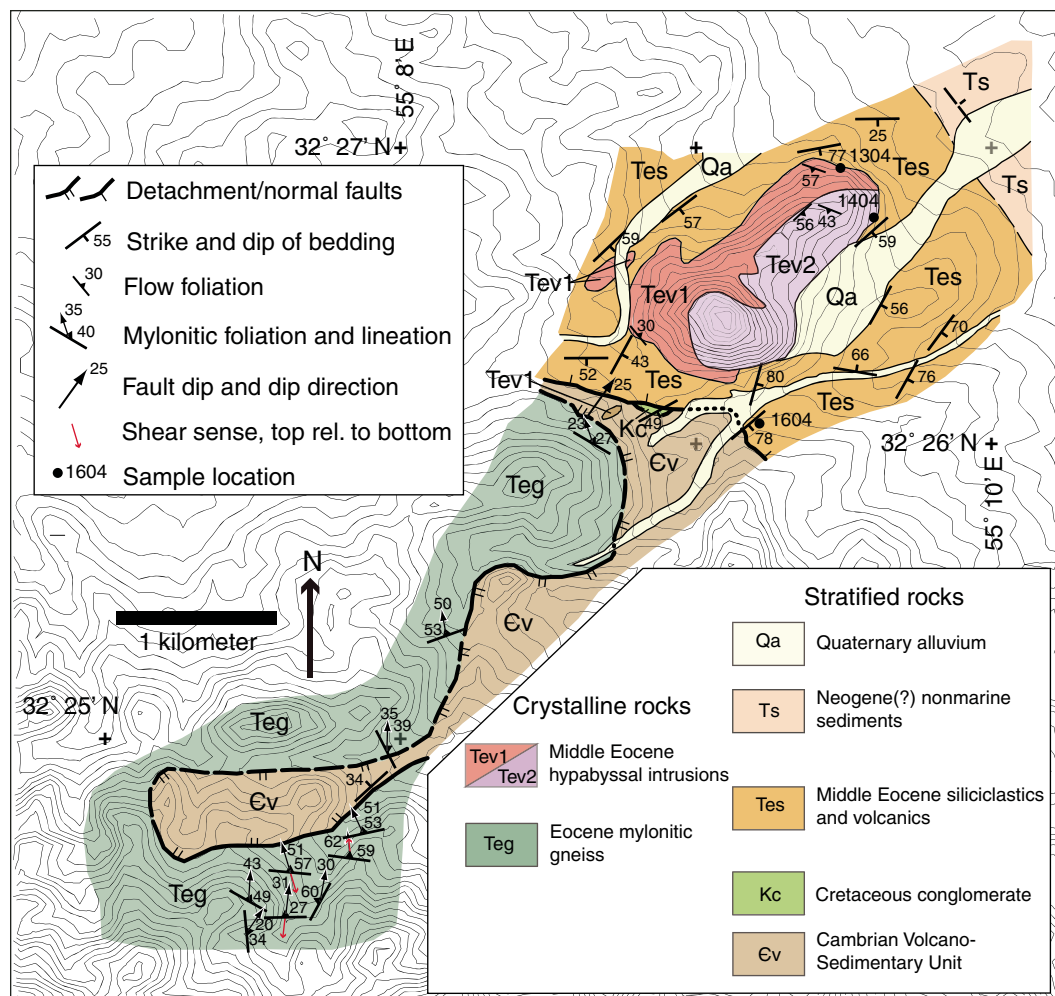 55° 8' E
32° 27' N
Detachment/normal faults
55
Strike and dip of bedding
30
Flow foliation
35
40
Mylonitic foliation and lineation
25
Fault dip and dip direction
Shear sense, top rel. to bottom
1604
Sample location
Ts
25
Tes
Qa
77
1304
57
Tes
Ts
57
1404
56
43
59
59
Tev1
Tev2
Tev1
Qa
Tes
56
30
70
43
66
52
76
Tev1
25
Tes
80
Tes
49
Kc
1604
23
27
78
Єv
32° 26' N
55° 10' E
Teg
N
1 kilometer
50
53
Єv
32° 25' N
Teg
35
39
34
Єv
51
53
62
51
59
43
57
30
31
60
49
27
20
34
Teg
Stratified rocks
Qa
Quaternary alluvium
Ts
Neogene(?) nonmarine
sediments
Crystalline rocks
Tev1
Tev2
Middle Eocene
hypabyssal intrusions
Tes
Middle Eocene siliciclastics
and volcanics
Teg
Eocene mylonitic
gneiss
Kc
Cretaceous conglomerate
Єv
Cambrian Volcano-
Sedimentary Unit